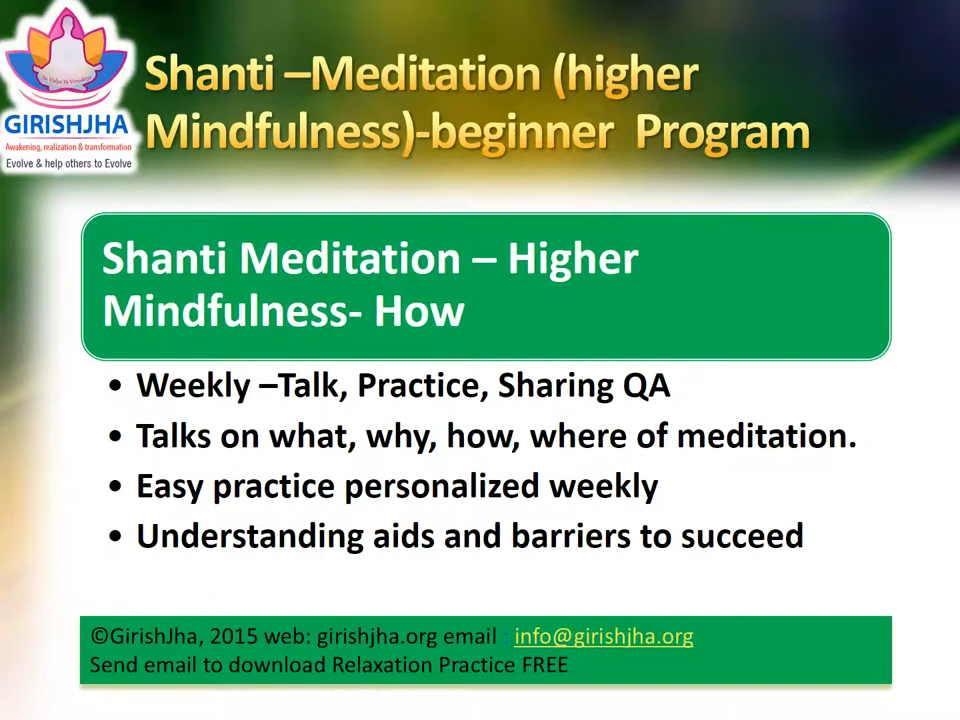 Shanti –Meditation (higher
Mindfulness)-beginner Program
GIRISHJHA
Awakening, realization & transformation
Evolve & help others to Evolve
Shanti Meditation – Higher
Mindfulness- How
• Weekly –Talk, Practice, Sharing QA
• Talks on what, why, how, where of meditation.
• Easy practice personalized weekly
• Understanding aids and barriers to succeed
©GirishJha, 2015 web: girishjha.org email : info@girishjha.org
Send email to download Relaxation Practice FREE